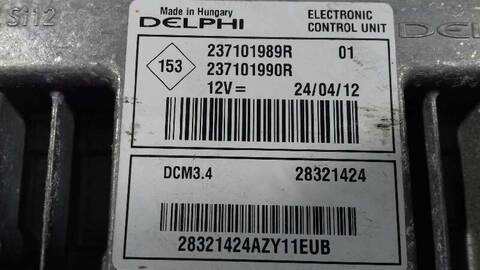 Si12
Made in Hungary
DELPHI
ELECTRONIC
CONTROL UNIT
153
237101989R 01
237101990R
12V= 24/04/12
DCM3.4 28321424
28321424AZY11EUB